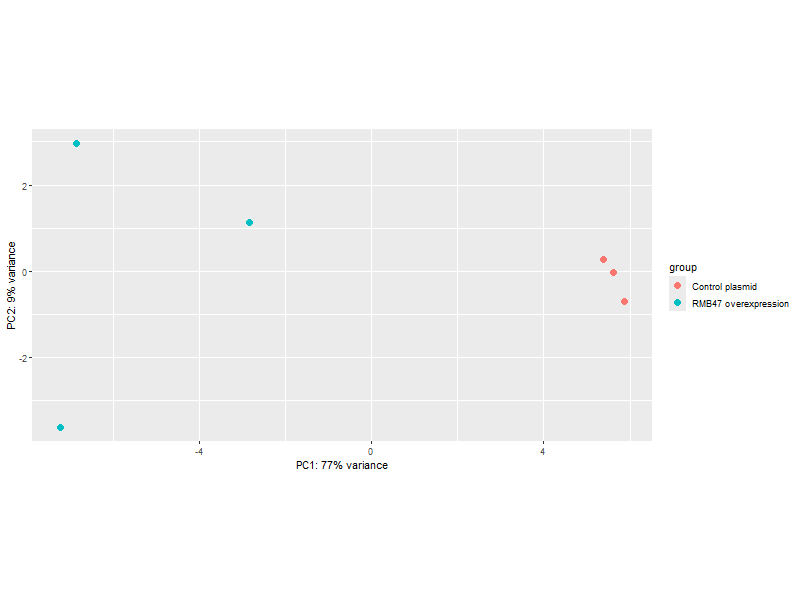 2
0
-2
PC2: 9% variance
-4
0
4
PC1: 77% variance
group
Control plasmid
RMB47 overexpression